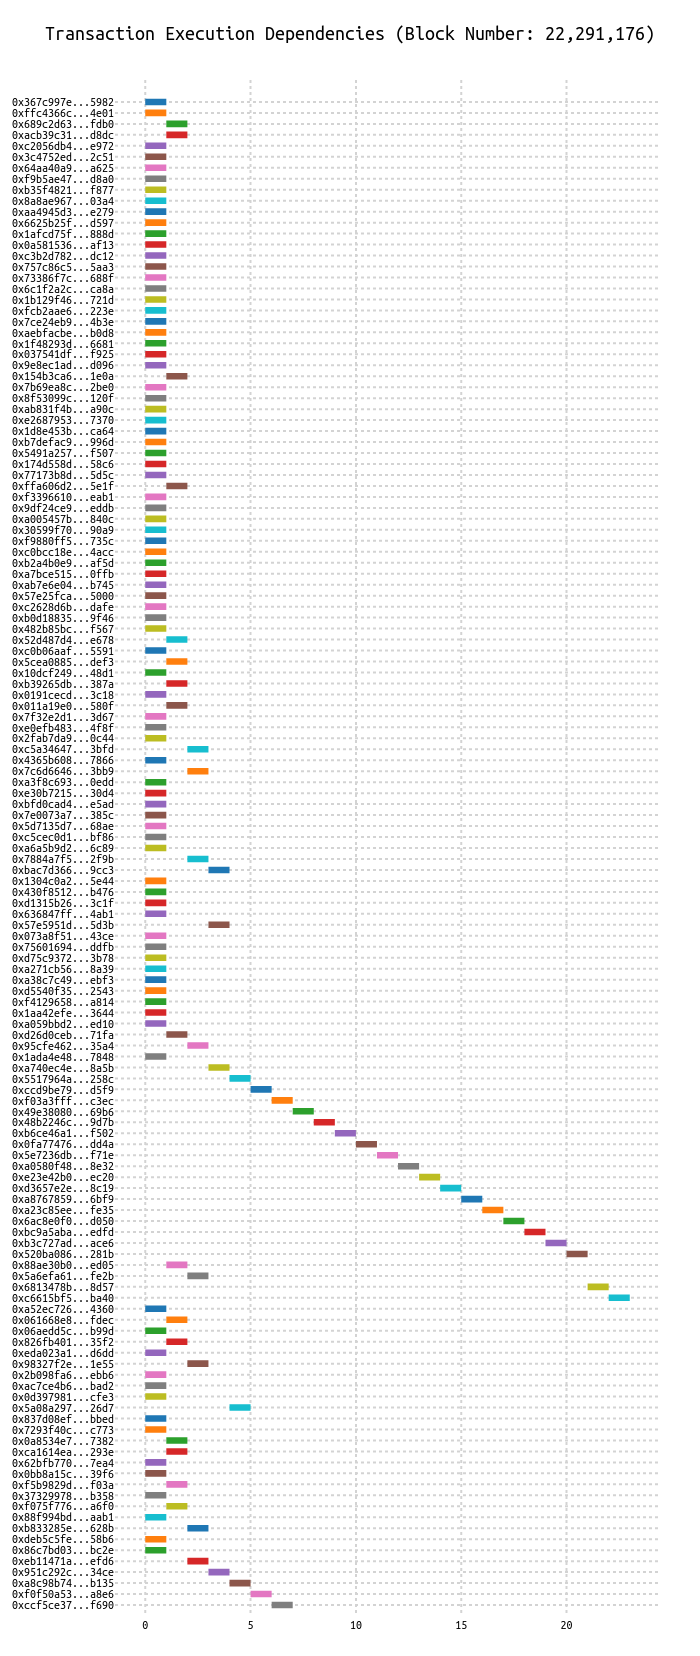 Transaction Execution Dependencies (Block Number: 22,291,176)
0x367c997e...5982
0xffc4366c...4e01
0x689c2d63...fdb0
0xacb39c31...d8dc
0xc2056db4...e972
0x3c4752ed...2c51
0x64aa40a9...a625
0xf9b5ae47...d8a0
0xb35f4821...f877
0x8a8ae967...03a4
0xaa4945d3...e279
0x6625b25f...d597
0x1afcd75f...888d
0x0a581536...af13
0xc3b2d782...dc12
0x757c86c5...5aa3
0x73386f7c...688f
0x6c1f2a2c...ca8a
0x1b129f46...721d
0xfcb2aae6...223e
0x7ce24eb9...4b3e
0xaebfacbe...b0d8
0x1f48293d...6681
0x037541df...f925
0x9e8ec1ad...d096
0x154b3ca6...1e0a
0x7b69ea8c...2be0
0x8f53099c...120f
0xab831f4b...a90c
0xe2687953...7370
0x1d8e453b...ca64
0xb7defac9...996d
0x5491a257...f507
0x174d558d...58c6
0x77173b8d...5d5c
0xffa606d2...5e1f
0xf3396610...eab1
0x9df24ce9...eddb
0xa005457b...840c
0x30599f70...90a9
0xf9880ff5...735c
0xc0bcc18e...4acc
0xb2a4b0e9...af5d
0xa7bce515...0ffb
0xab7e6e04...b745
0x57e25fca...5000
0xc2628d6b...dafe
0xb0d18835...9f46
0x482b85bc...f567
0x52d487d4...e678
0xc0b06aaf...5591
0x5cea0885...def3
0x10dcf249...48d1
0xb39265db...387a
0x0191cecd...3c18
0x011a19e0...580f
0x7f32e2d1...3d67
0xe0efb483...4f8f
0x2fab7da9...0c44
0xc5a34647...3bfd
0x4365b608...7866
0x7c6d6646...3bb9
0xa3f8c693...0edd
0xe30b7215...30d4
0xbfd0cad4...e5ad
0x7e0073a7...385c
0x5d7135d7...68ae
0xc5cec0d1...bf86
0xa6a5b9d2...6c89
0x7884a7f5...2f9b
0xbac7d366...9cc3
0x1304c0a2...5e44
0x430f8512...b476
0xd1315b26...3c1f
0x636847ff...4ab1
0x57e5951d...5d3b
0x073a8f51...43ce
0x75601694...ddfb
0xd75c9372...3b78
0xa271cb56...8a39
0xa38c7c49...ebf3
0xd5540f35...2543
0xf4129658...a814
0x1aa42efe...3644
0xa059bbd2...ed10
0xd26d0ceb...71fa
0x95cfe462...35a4
0x1ada4e48...7848
0xa740ec4e...8a5b
0x5517964a...258c
0xccd9be79...d5f9
0xf03a3fff...c3ec
0x49e38080...69b6
0x48b2246c...9d7b
0xb6ce46a1...f502
0x0fa77476...dd4a
0x5e7236db...f71e
0xa0580f48...8e32
0xe23e42b0...ec20
0xd3657e2e...8c19
0xa8767859...6bf9
0xa23c85ee...fe35
0x6ac8e0f0...d050
0xbc9a5aba...edfd
0xb3c727ad...ace6
0x520ba086...281b
0x88ae30b0...ed05
0x5a6efa61...fe2b
0x6813478b...8d57
0xc6615bf5...ba40
0xa52ec726...4360
0x061668e8...fdec
0x06aedd5c...b99d
0x826fb401...35f2
0xeda023a1...d6dd
0x98327f2e...1e55
0x2b098fa6...ebb6
0xac7ce4b6...bad2
0x0d397981...cfe3
0x5a08a297...26d7
0x837d08ef...bbed
0x7293f40c...c773
0x0a8534e7...7382
0xca1614ea...293e
0x62bfb770...7ea4
0x0bb8a15c...39f6
0xf5b9829d...f03a
0x37329978...b358
0xf075f776...a6f0
0x88f994bd...aab1
0xb833285e...628b
0xdeb5c5fe...58b6
0x86c7bd03...bc2e
0xeb11471a...efd6
0x951c292c...34ce
0xa8c98b74...b135
0xf0f50a53...a8e6
0xccf5ce37...f690
0 5 10 15 20